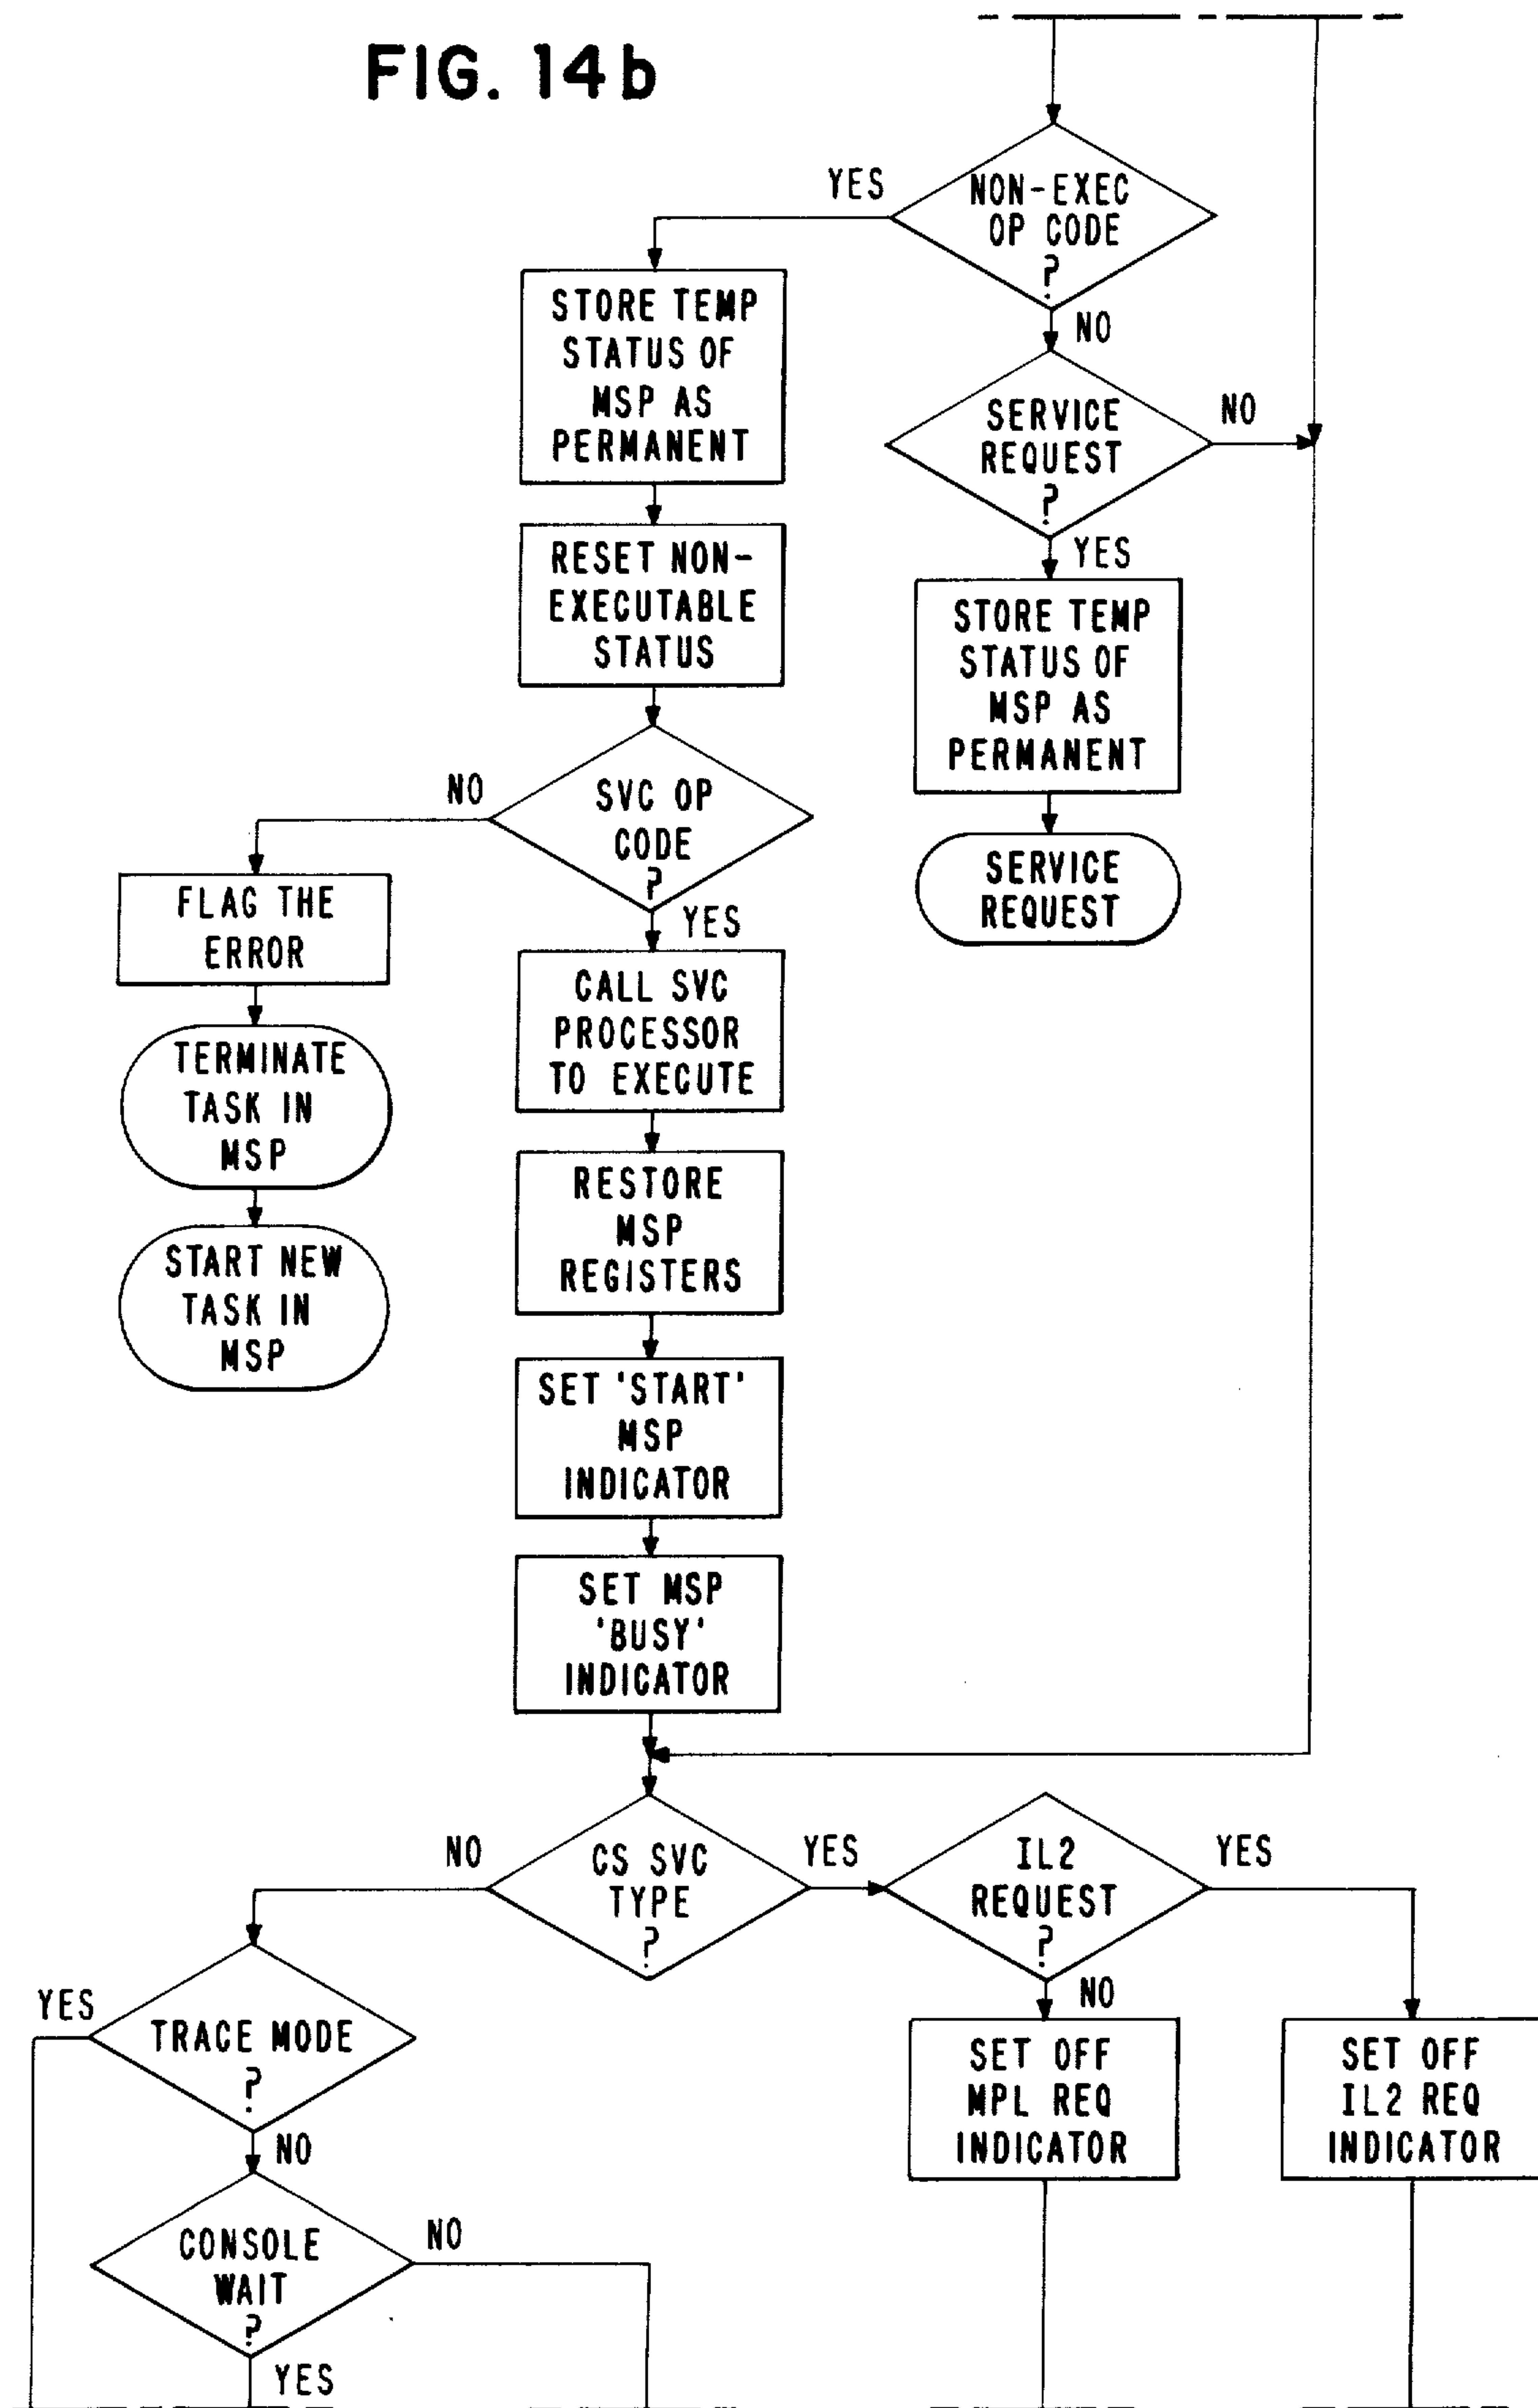 FIG. 14b
YES
NON-EXEC
OP CODE
?
NO
STORE TEMP
STATUS OF
MSP AS
PERMANENT
SERVICE
REQUEST
?
NO
YES
RESET NON-
EXECUTABLE
STATUS
STORE TEMP
STATUS OF
MSP AS
PERMANENT
SERVICE
REQUEST
NO
SVC OP
CODE
?
YES
FLAG THE
ERROR
TERMINATE
TASK IN
MSP
START NEW
TASK IN
MSP
CALL SVC
PROCESSOR
TO EXECUTE
RESTORE
MSP
REGISTERS
SET 'START'
MSP
INDICATOR
SET MSP
'BUSY'
INDICATOR
NO
CS SVC
TYPE
?
YES
IL2
REQUEST
?
YES
NO
YES
TRACE MODE
?
NO
SET OFF
MPL REQ
INDICATOR
SET OFF
IL2 REQ
INDICATOR
CONSOLE
WAIT
?
NO
YES